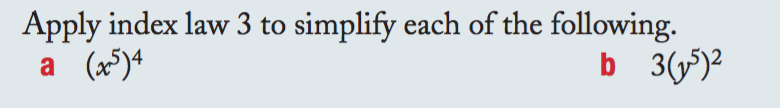 Apply index law 3 to simplify each of the following.
a (x⁵)⁴ b 3(y⁵)²